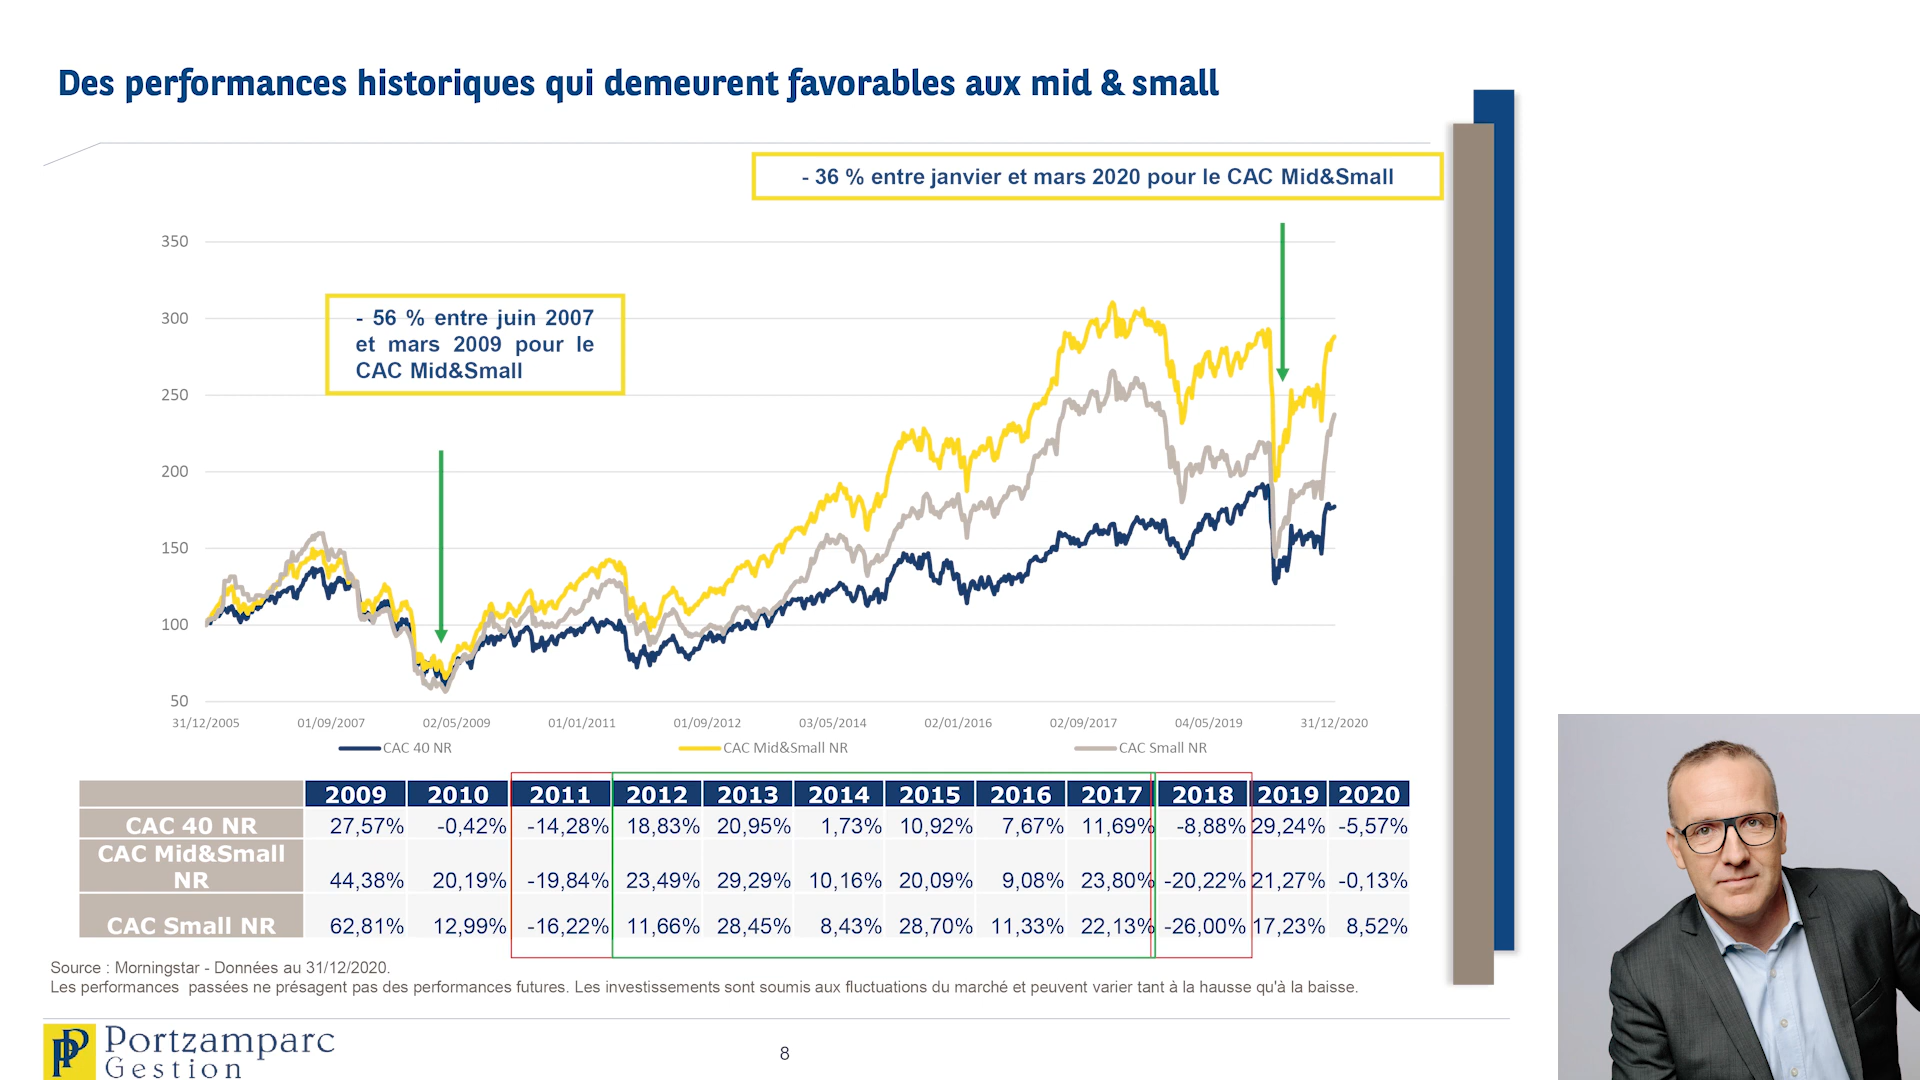 Des performances historiques qui demeurent favorables aux mid & small
- 36 % entre janvier et mars 2020 pour le CAC Mid&Small
- 56 % entre juin 2007
et mars 2009 pour le
CAC Mid&Small
350
300
250
200
150
100
50
31/12/2005 01/09/2007 02/05/2009 01/01/2011 01/09/2012 03/05/2014 02/01/2016 02/09/2017 04/05/2019 31/12/2020
CAC 40 NR CAC Mid&Small NR CAC Small NR
2009 2010 2011 2012 2013 2014 2015 2016 2017 2018 2019 2020
CAC 40 NR 27,57% -0,42% -14,28% 18,83% 20,95% 1,73% 10,92% 7,67% 11,69% -8,88% 29,24% -5,57%
CAC Mid&Small
NR 44,38% 20,19% -19,84% 23,49% 29,29% 10,16% 20,09% 9,08% 23,80% -20,22% 21,27% -0,13%
CAC Small NR 62,81% 12,99% -16,22% 11,66% 28,45% 8,43% 28,70% 11,33% 22,13% -26,00% 17,23% 8,52%
Source : Morningstar - Données au 31/12/2020.
Les performances passées ne présagent pas des performances futures. Les investissements sont soumis aux fluctuations du marché et peuvent varier tant à la hausse qu'à la baisse.
PP Portzamparc
Gestion
8